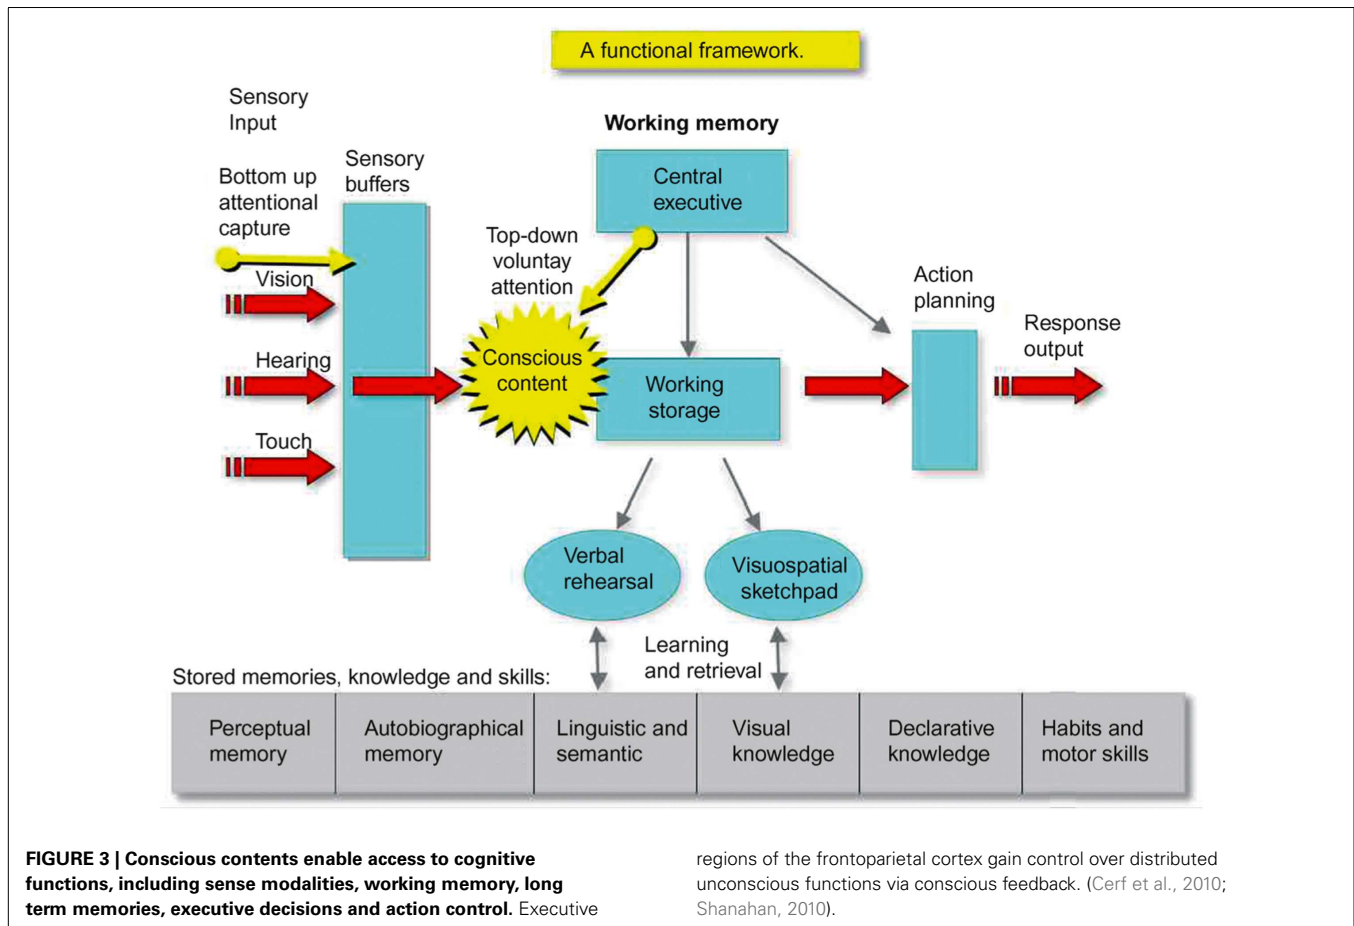 A functional framework.
Sensory
Input
Working memory
Bottom up
attentional
capture
Sensory
buffers
Central
executive
Top-down
voluntay
attention
Vision
Hearing
Touch
Conscious
content
Working
storage
Action
planning
Response
output
Verbal
rehearsal
Visuospatial
sketchpad
Learning
and retrieval
Stored memories, knowledge and skills:
Perceptual
memory
Autobiographical
memory
Linguistic and
semantic
Visual
knowledge
Declarative
knowledge
Habits and
motor skills
FIGURE 3 | Conscious contents enable access to cognitive
functions, including sense modalities, working memory, long
term memories, executive decisions and action control. Executive
regions of the frontoparietal cortex gain control over distributed
unconscious functions via conscious feedback. (Cerf et al., 2010;
Shanahan, 2010).